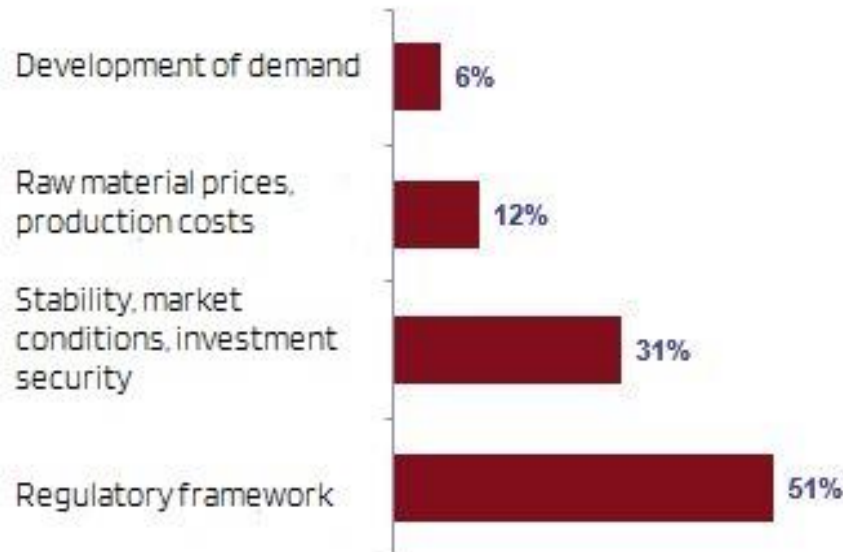 Development of demand
6%
Raw material prices,
production costs
12%
Stability, market
conditions, investment
security
31%
Regulatory framework
51%